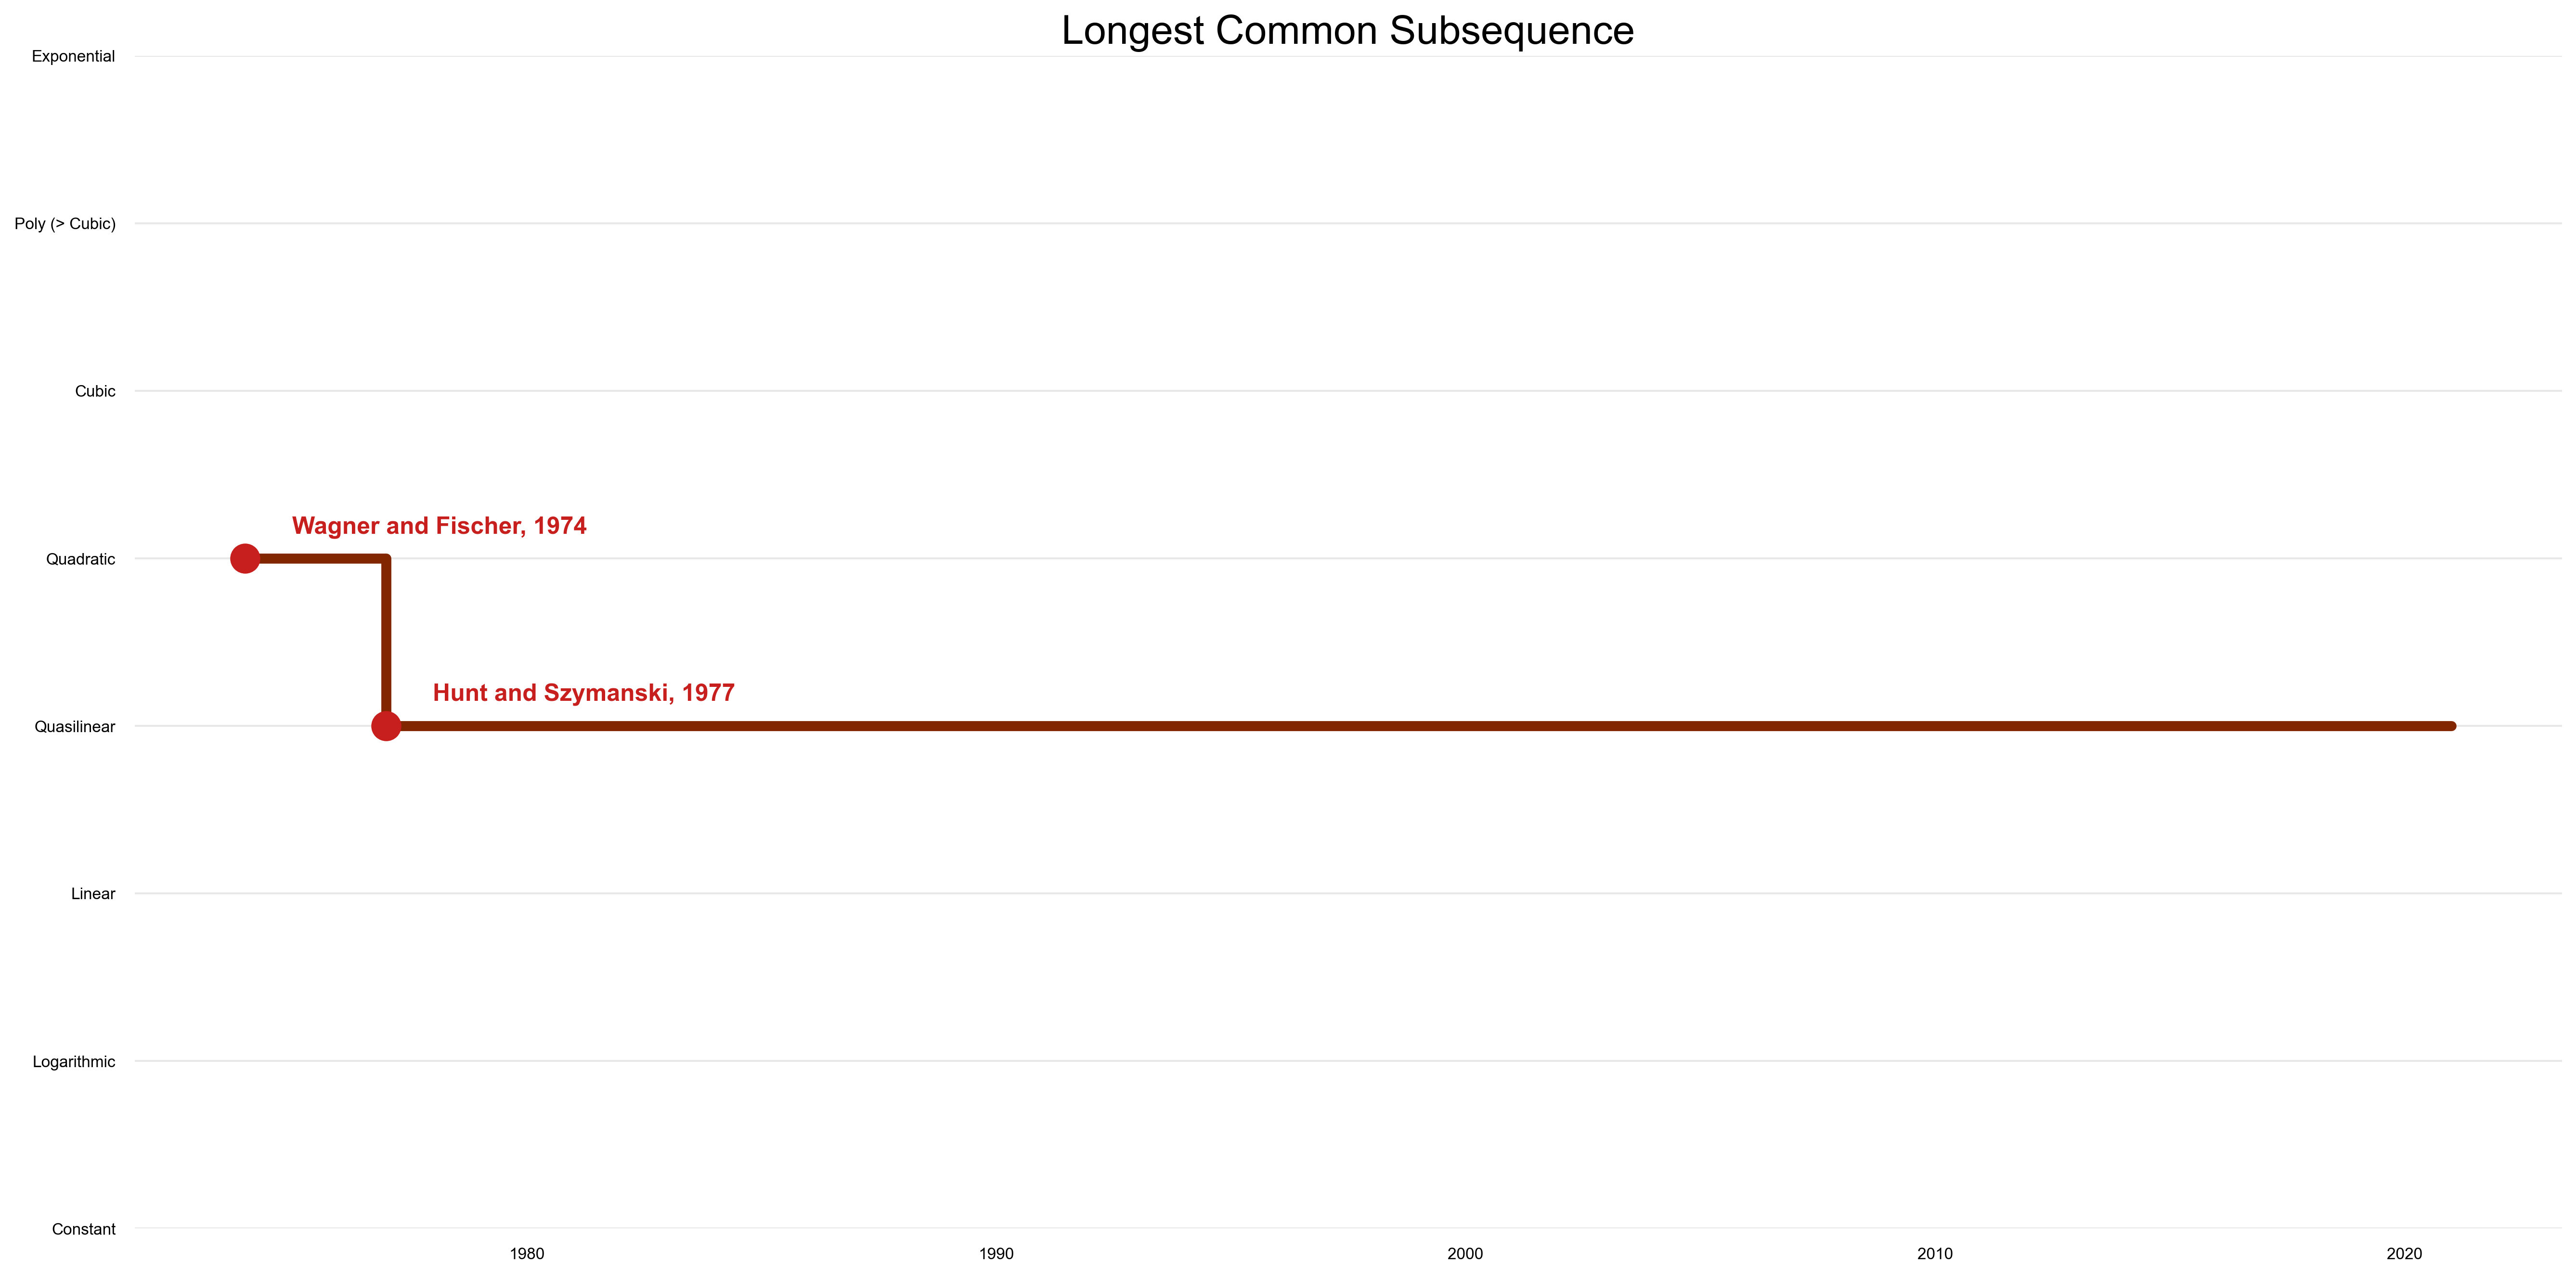 Longest Common Subsequence
Exponential
Poly (> Cubic)
Cubic
Wagner and Fischer, 1974
Quadratic
Hunt and Szymanski, 1977
Quasilinear
Linear
Logarithmic
Constant
1980 1990 2000 2010 2020